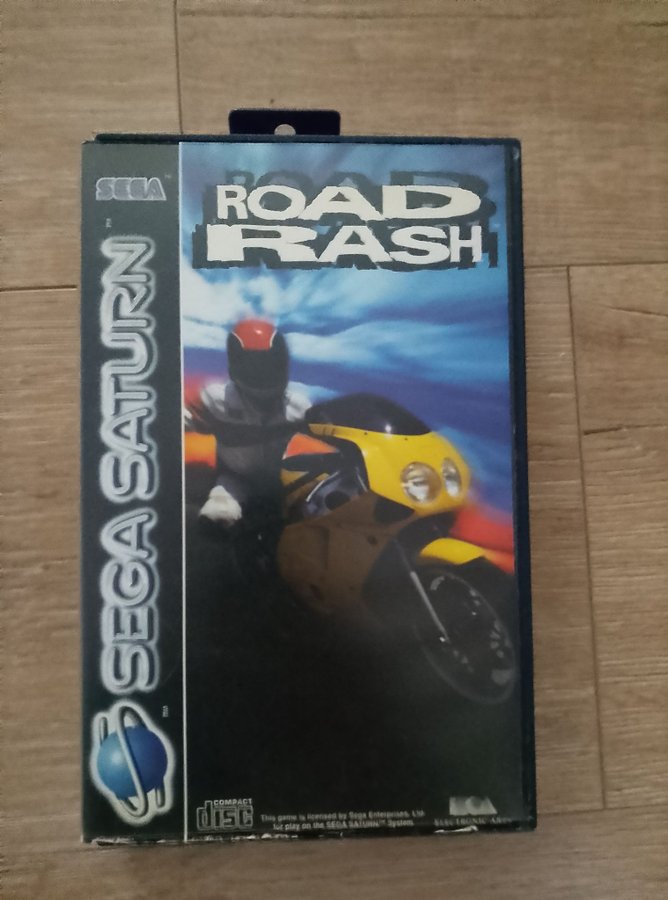 SEGA
SEGA SATURN
TM
ROAD
RASH
COMPACT
disc
This game is licensed by Sega Enterprises, Ltd
for play on the SEGA SATURN™ System.
ELECTRONIC ARTS